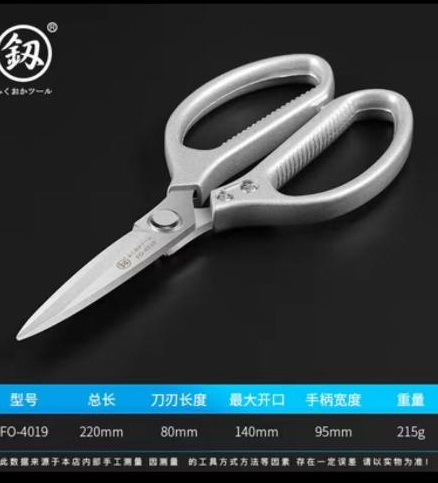 釼®
ふくおかツール
FO-4019
型号 总长 刀刃长度 最大开口 手柄宽度 重量
FO-4019 220mm 80mm 140mm 95mm 215g
此数据来源于本店内部手工测量 因测量 的工具方式方法等因素 存在一定误差 请以实物为准!